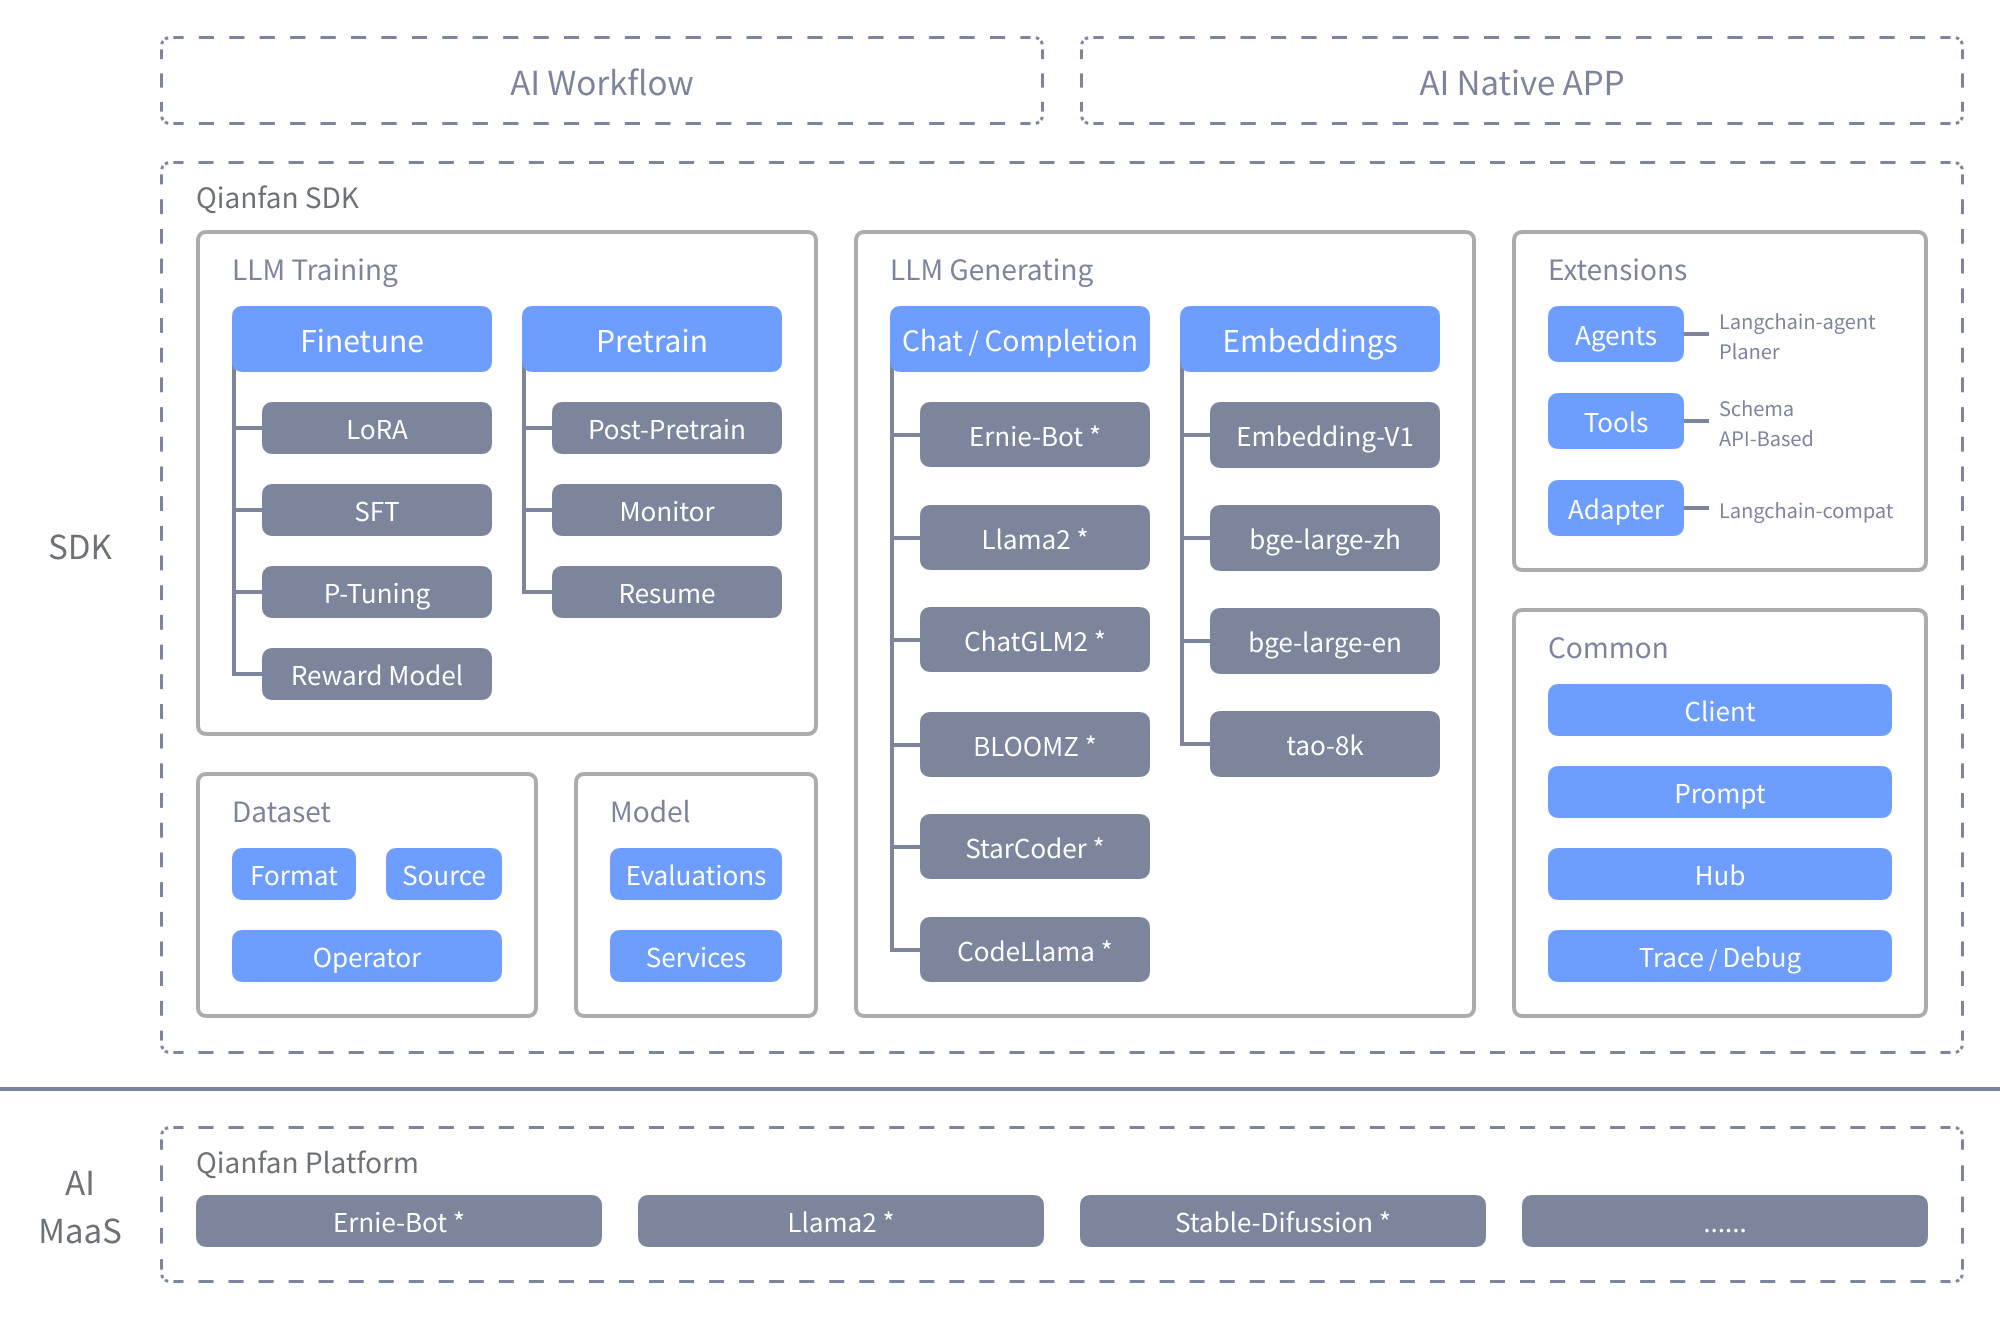 AI Workflow
AI Native APP
SDK
Qianfan SDK
LLM Training
Finetune
LoRA
SFT
P-Tuning
Reward Model
Pretrain
Post-Pretrain
Monitor
Resume
Dataset
Format
Source
Operator
Model
Evaluations
Services
LLM Generating
Chat / Completion
Ernie-Bot *
Llama2 *
ChatGLM2 *
BLOOMZ *
StarCoder *
CodeLlama *
Embeddings
Embedding-V1
bge-large-zh
bge-large-en
tao-8k
Extensions
Agents
Langchain-agent
Planer
Tools
Schema
API-Based
Adapter
Langchain-compat
Common
Client
Prompt
Hub
Trace / Debug
AI
MaaS
Qianfan Platform
Ernie-Bot *
Llama2 *
Stable-Difussion *
......